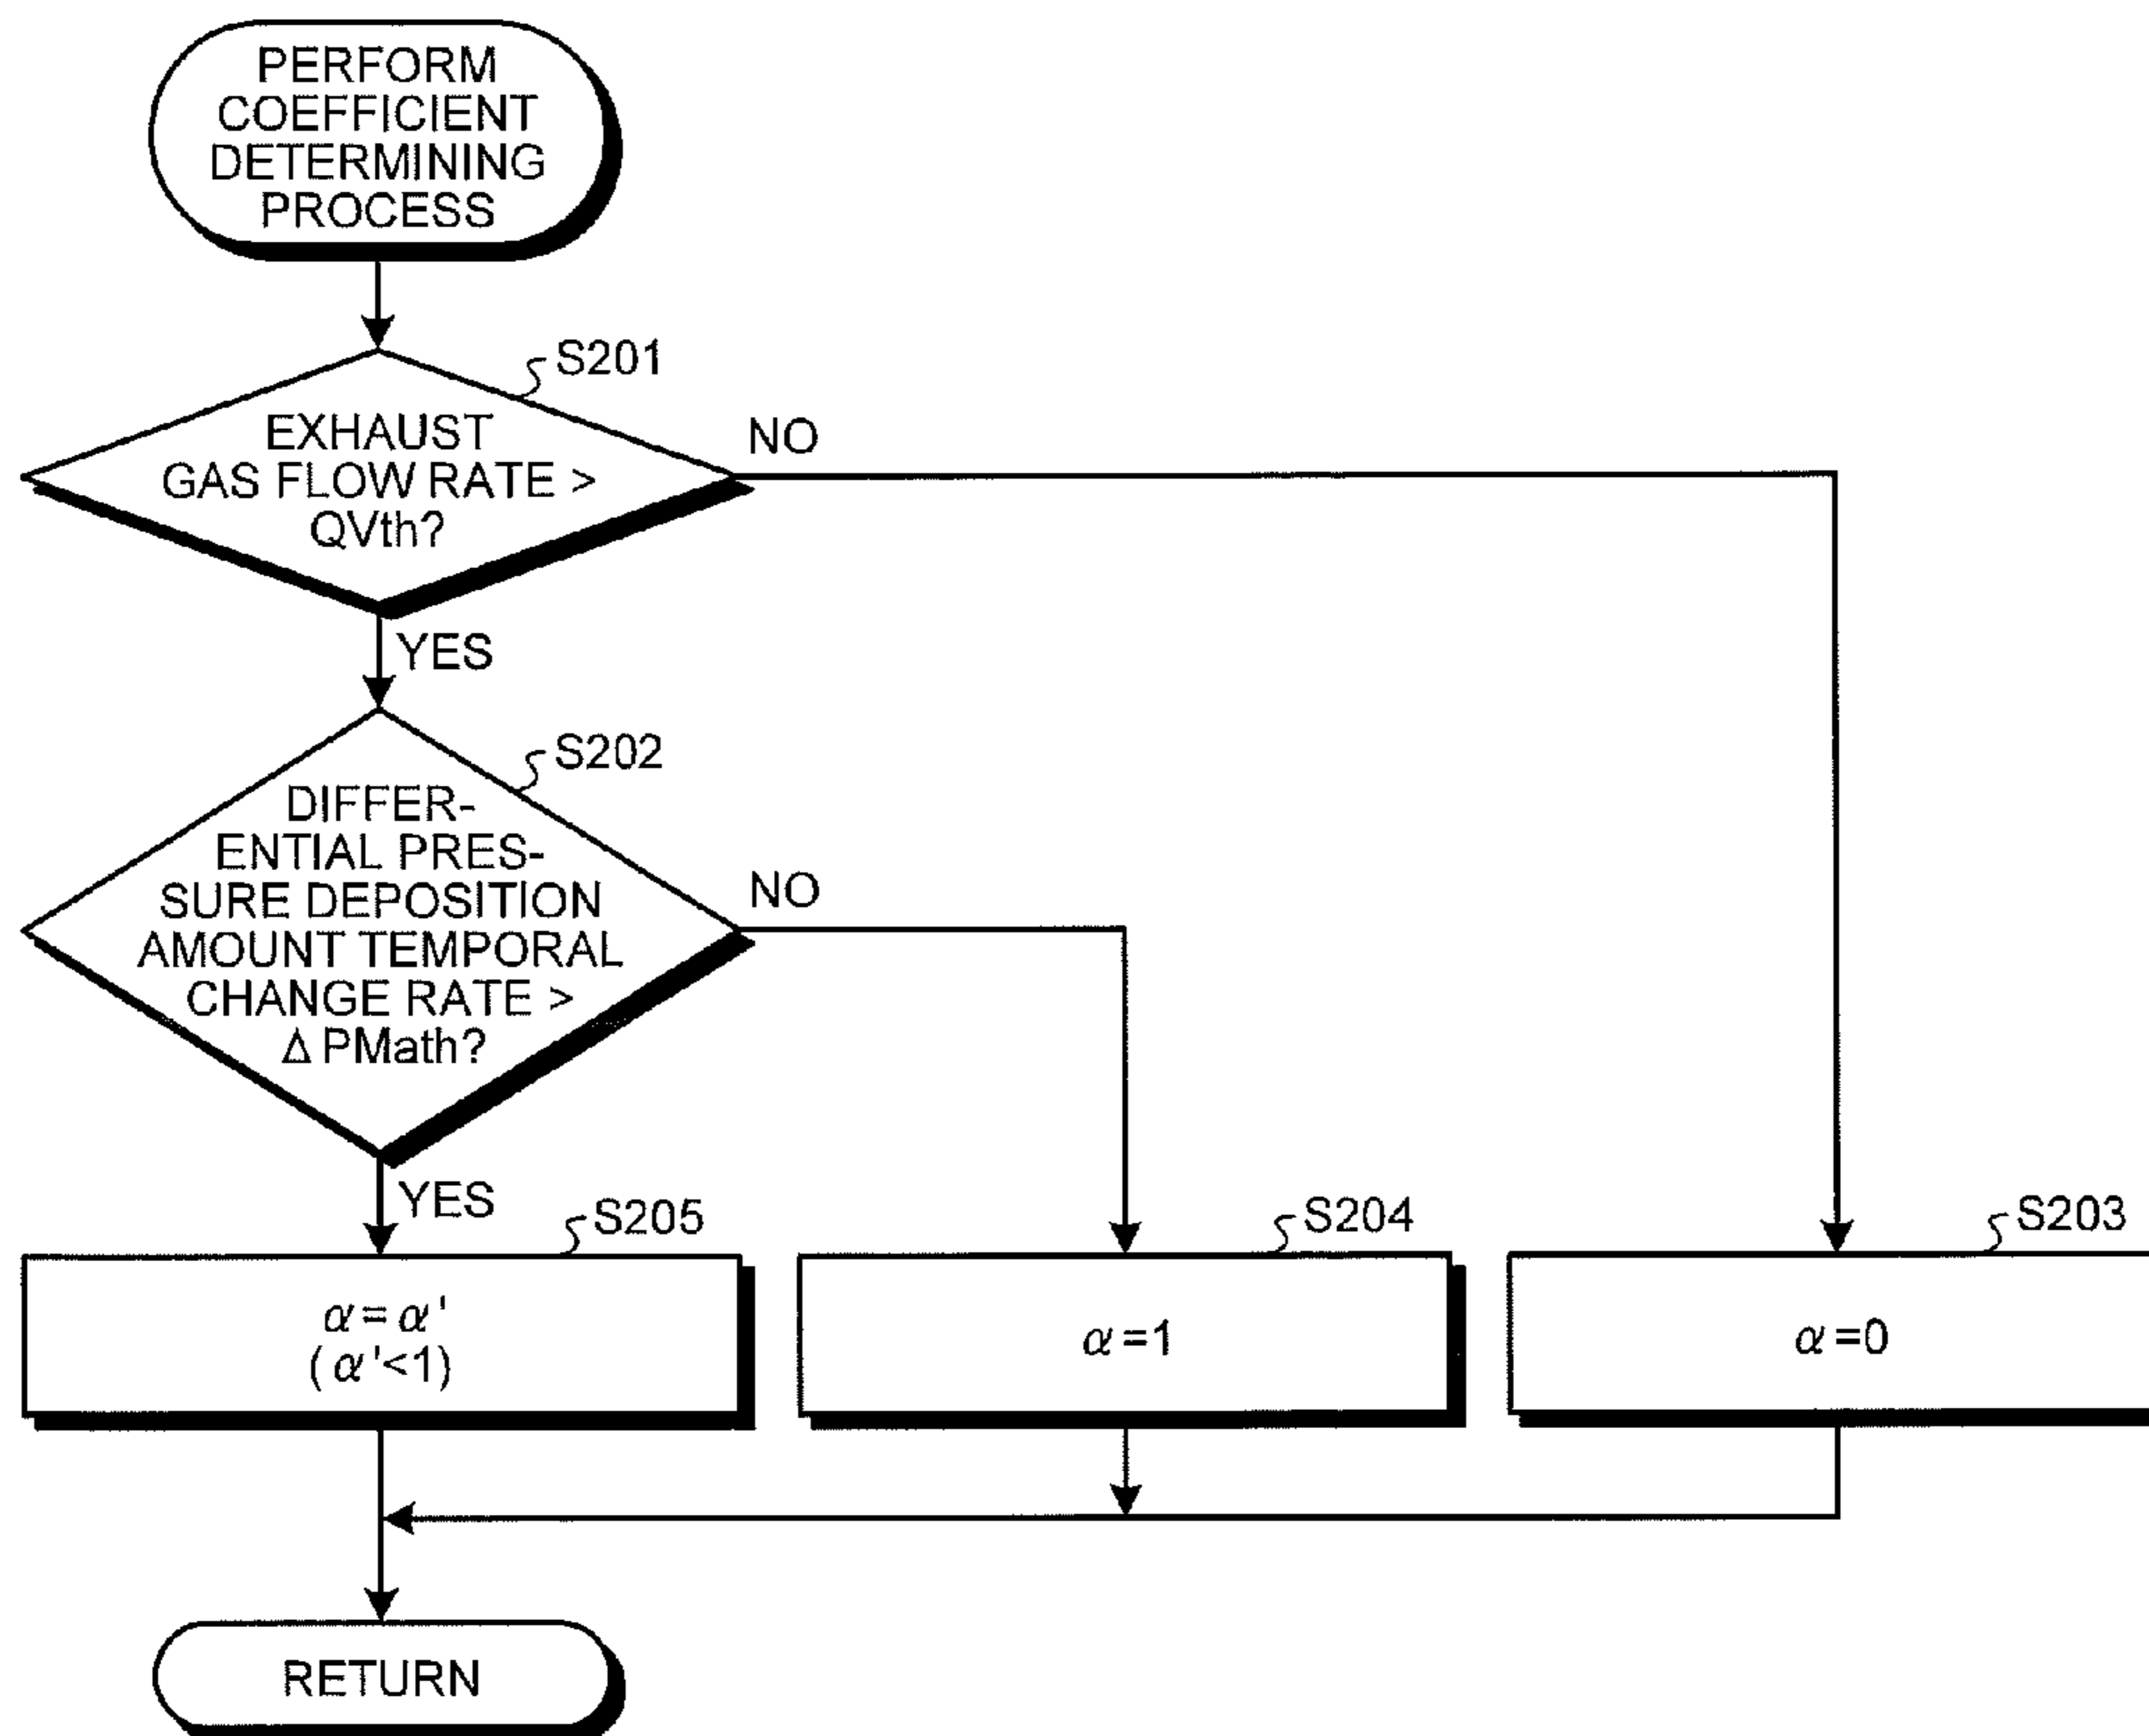 PERFORM
COEFFICIENT
DETERMINING
PROCESS
S201
EXHAUST
GAS FLOW RATE >
QVth?
NO
YES
S202
DIFFER-
ENTIAL PRES-
SURE DEPOSITION
AMOUNT TEMPORAL
CHANGE RATE >
Δ PMath?
NO
YES
S205
α = α'
(α'<1)
S204
α=1
S203
α=0
RETURN